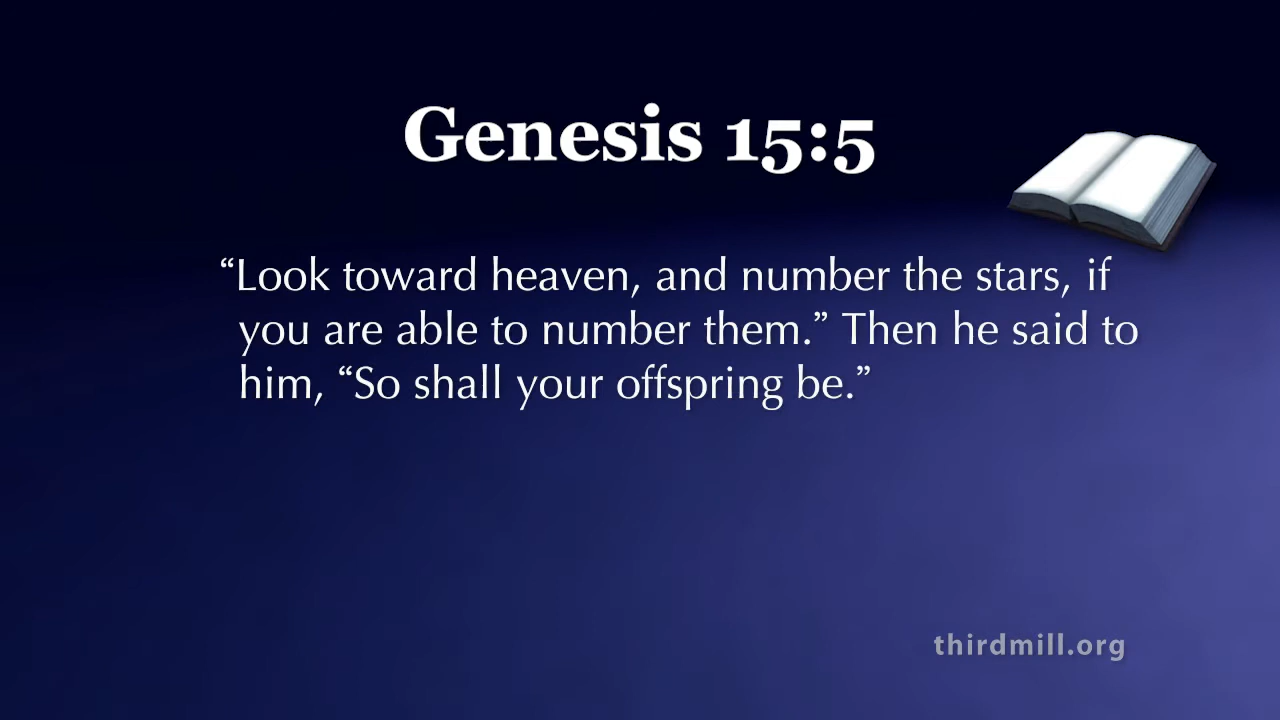 Genesis 15:5
“Look toward heaven, and number the stars, if
you are able to number them.” Then he said to
him, “So shall your offspring be.”
thirdmill.org